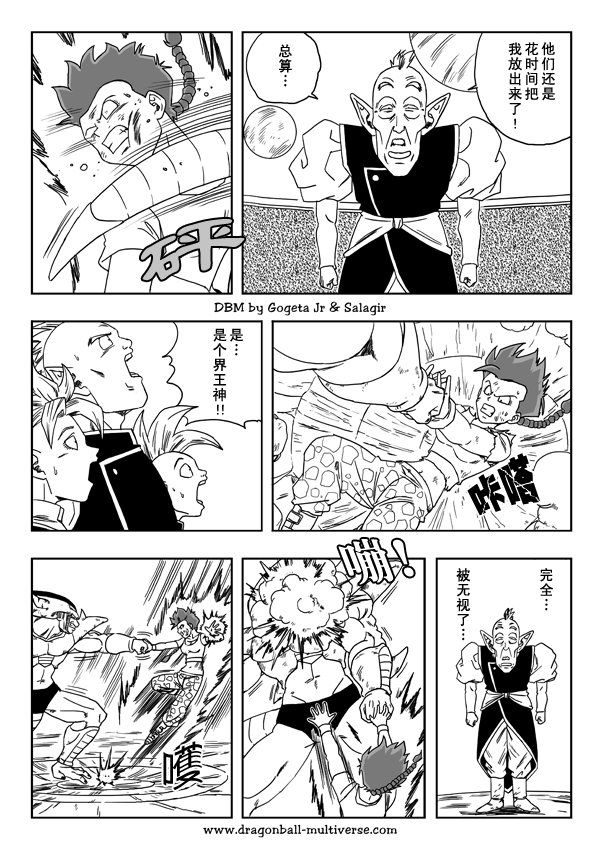 他们还是
花时间把
我放出来了！
总算…
砰
DBM by Gogeta Jr & Salagir
咔嗒
是…
是个界王神!!
完全…
被无视了…
嘣！
嚄
www.dragonball-multiverse.com